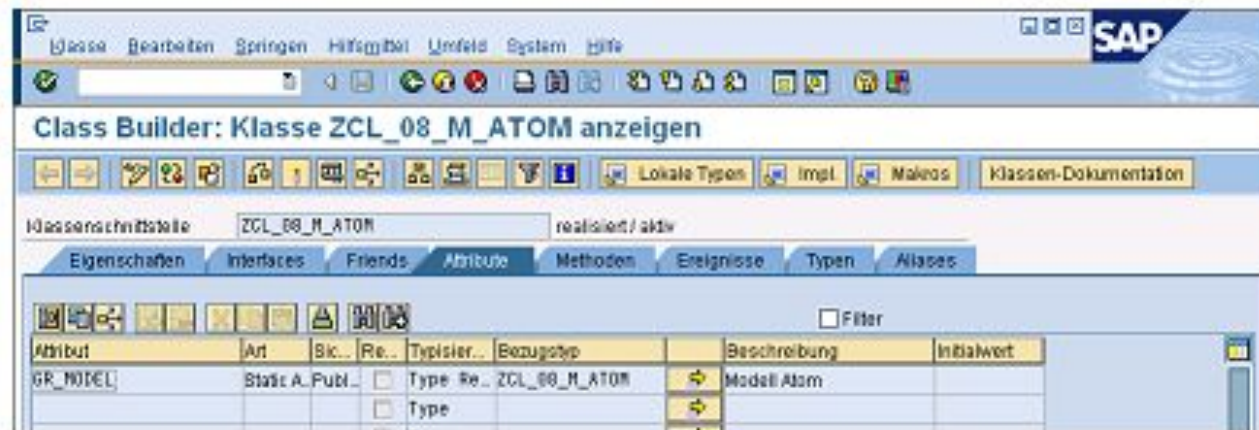 Klasse Bearbeiten Springen Hilfsmittel Umfeld System Hilfe
SAP
Class Builder: Klasse ZCL_08_M_ATOM anzeigen
Lokale Typen Impl. Makros Klassen-Dokumentation
Klassenschnittstelle ZCL_08_M_ATOM realisiert / aktiv
Eigenschaften Interfaces Friends Attribute Methoden Ereignisse Typen Aliases
Filter
Attribut Art Sic.. Re.. Typisier.. Bezugstyp Beschreibung Initialwert
GR_MODEL Static A.. Publ.. Type Re.. ZCL_08_M_ATOM Modell Atom
Type